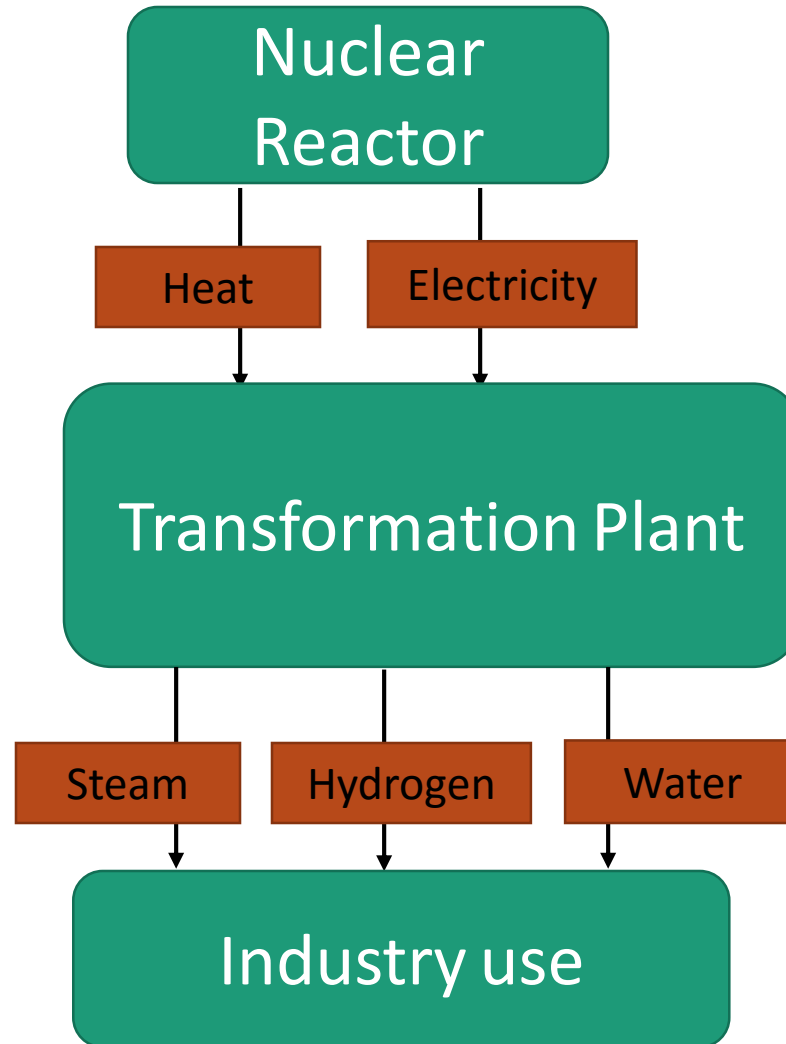 Nuclear
Reactor
Heat
Electricity
Transformation Plant
Steam
Hydrogen
Water
Industry use